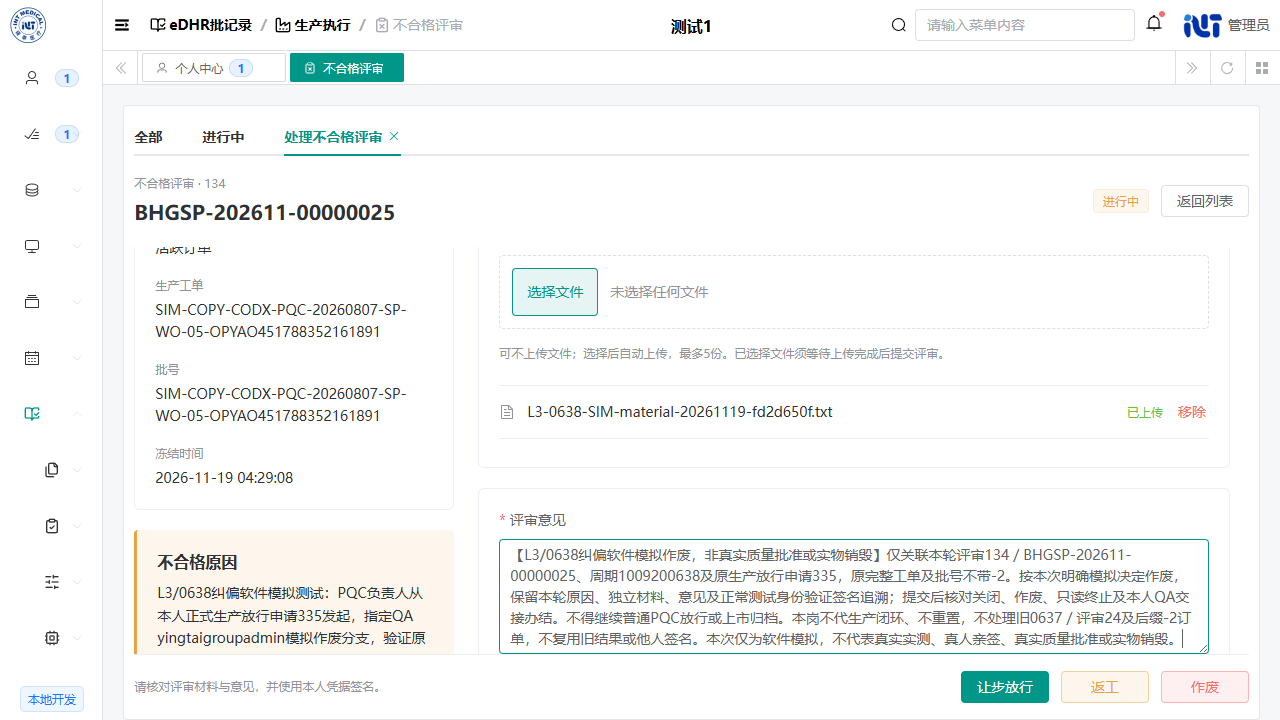 eDHR批记录 / 生产执行 / 不合格评审
测试1
请输入菜单内容
管理员
个人中心 1
不合格评审
1
1
本地开发
全部
进行中
处理不合格评审
不合格评审 · 134
BHGSP-202611-00000025
进行中
返回列表
活跃订单
生产工单
SIM-COPY-CODX-PQC-20260807-SP-
WO-05-OPYAO451788352161891
批号
SIM-COPY-CODX-PQC-20260807-SP-
WO-05-OPYAO451788352161891
冻结时间
2026-11-19 04:29:08
不合格原因
L3/0638纠偏软件模拟测试：PQC负责人从
本人正式生产放行申请335发起，指定QA
yingtaigroupadmin模拟作废分支，验证原
选择文件
未选择任何文件
可不上传文件；选择后自动上传，最多5份。已选择文件须等待上传完成后提交评审。
L3-0638-SIM-material-20261119-fd2d650f.txt
已上传
移除
* 评审意见
【L3/0638纠偏软件模拟作废，非真实质量批准或实物销毁】仅关联本轮评审134 / BHGSP-202611-
00000025、周期1009200638及原生产放行申请335，原完整工单及批号不带-2。按本次明确模拟决定作废，
保留本轮原因、独立材料、意见及正常测试身份验证签名追溯；提交后核对关闭、作废、只读终止及本人QA交
接办结。不得继续普通PQC放行或上市归档。本岗不代生产闭环、不重置，不处理旧0637 / 评审24及后缀-2订
单，不复用旧结果或他人签名。本次仅为软件模拟，不代表真实实测、真人亲签、真实质量批准或实物销毁。
请核对评审材料与意见，并使用本人凭据签名。
让步放行
返工
作废